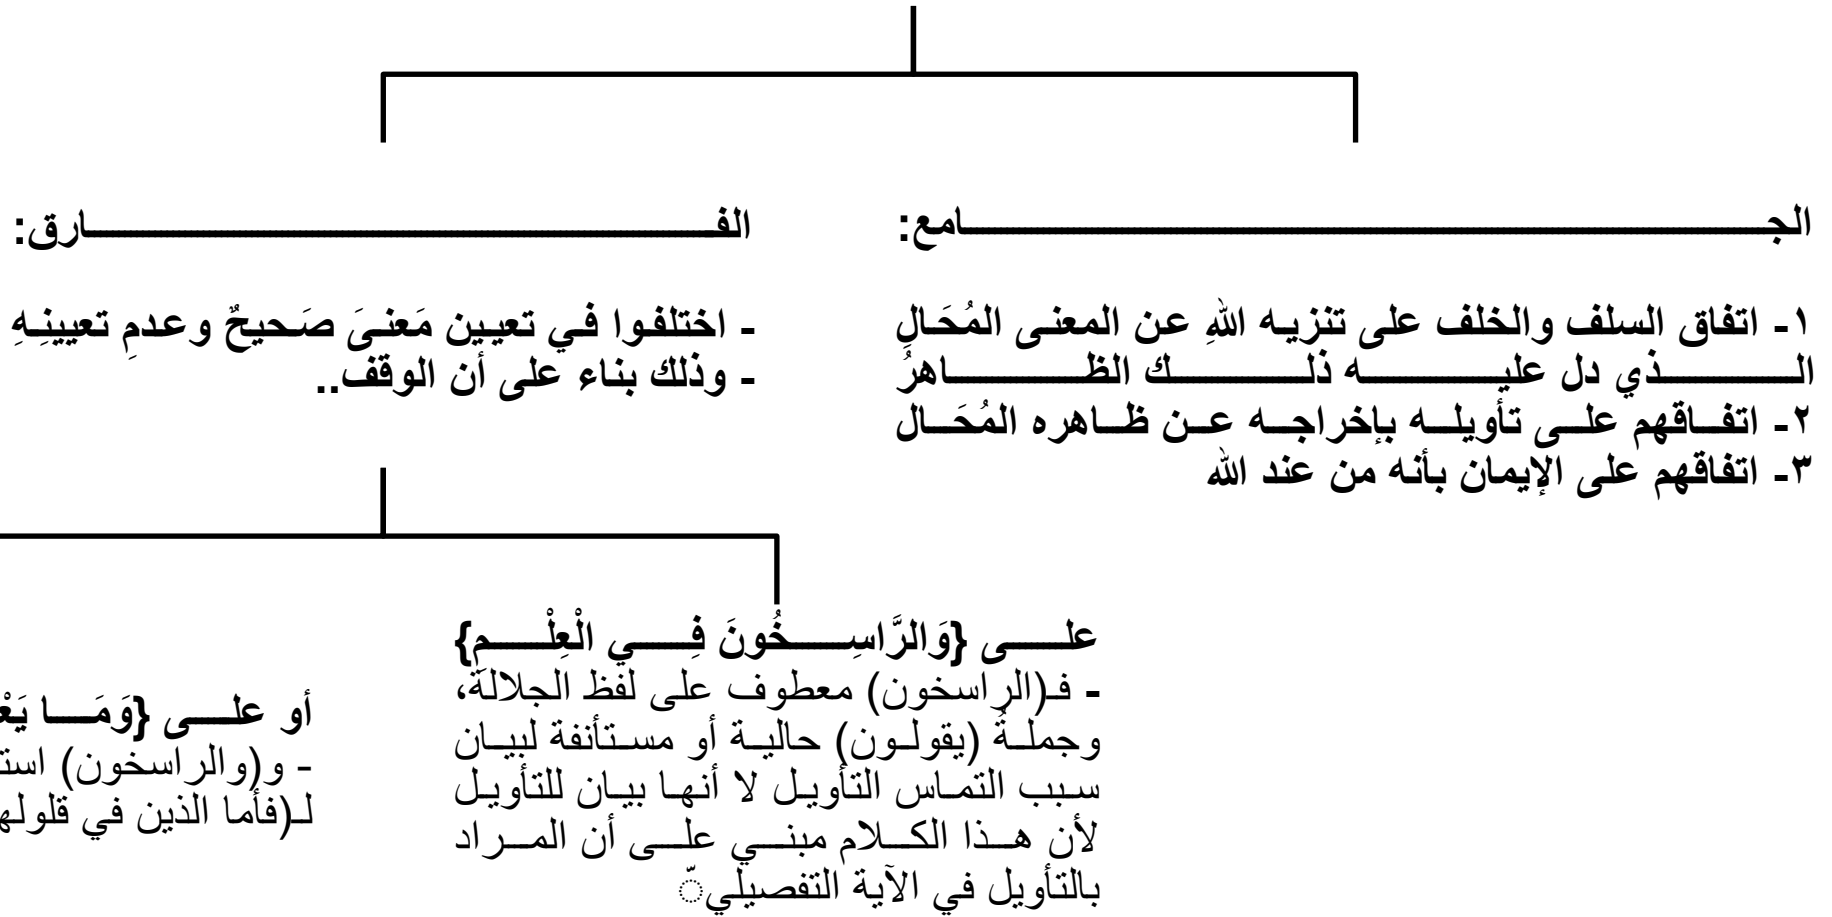 الجامع:
١- اتفاق السلف والخلف على تنزيه اللهِ عن المعنى المُحَالِ
الذي دل عليه ذلك الظاهرُ
٢- اتفاقهم على تأويله بإخراجه عن ظاهره المُحَال
٣- اتفاقهم على الإيمان بأنه من عند الله
الفارق:
- اختلفوا في تعيين مَعنىَ صَحيحٌ وعدمِ تعيينِهِ
- وذلك بناء على أن الوقف..
على {وَالرَّاسِخُونَ فِي الْعِلْم}
- فـ(الراسخون) معطوف على لفظ الجلالة،
وجملةُ (يقولون) حالية أو مستأنفة لبيان
سبب التماس التأويل لا أنها بيان للتأويل
لأن هذا الكلام مبني على أن المراد
بالتأويل في الآية التفصيلي
أو على {وَمَا
- و(والراسخون)
لـ(فأما الذين في